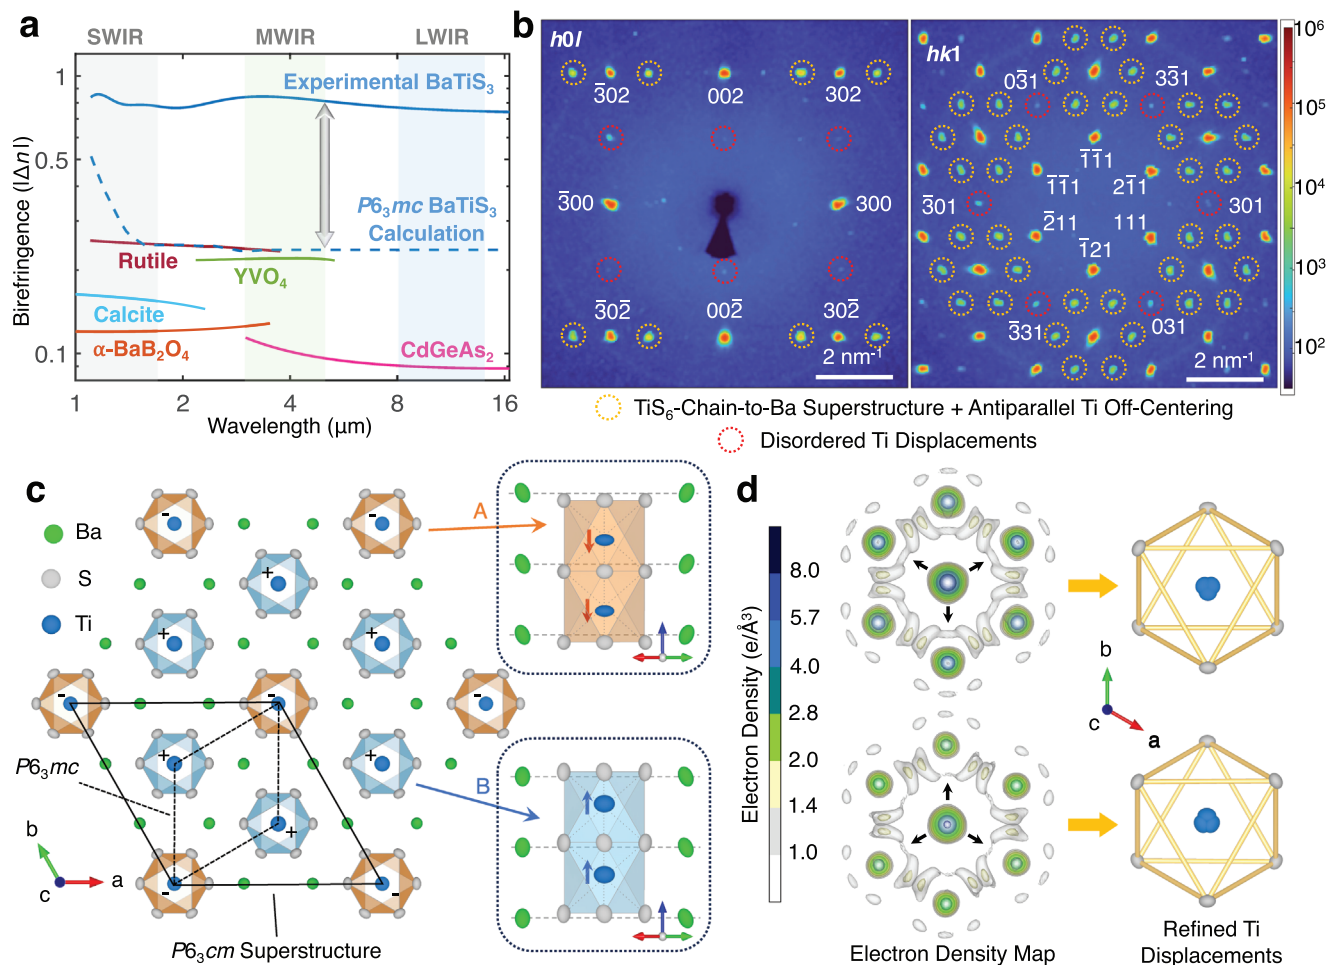 a
SWIR
MWIR
LWIR
1
0.5
0.1
Birefringence (|Δn|)
Experimental BaTiS₃
P6₃mc BaTiS₃
Calculation
Rutile
YVO₄
Calcite
α-BaB₂O₄
CdGeAs₂
1
2
4
8
16
Wavelength (μm)
b
h0l
3̅02
002
302
3̅00
300
3̅02̅
002̅
302̅
2 nm⁻¹
hk1
03̅1
33̅1
1̅1̅1
1̅1̅1
21̅1
3̅01
301
2̅11
111
1̅21
3̅31
031
2 nm⁻¹
10⁶
10⁵
10⁴
10³
10²
TiS₆-Chain-to-Ba Superstructure + Antiparallel Ti Off-Centering
Disordered Ti Displacements
c
Ba
S
Ti
-
-
+
+
+
-
-
-
+
+
+
-
-
A
B
P6₃mc
b
a
c
P6₃cm Superstructure
d
Electron Density (e/Å³)
8.0
5.7
4.0
2.8
2.0
1.4
1.0
b
c
a
Electron Density Map
Refined Ti
Displacements